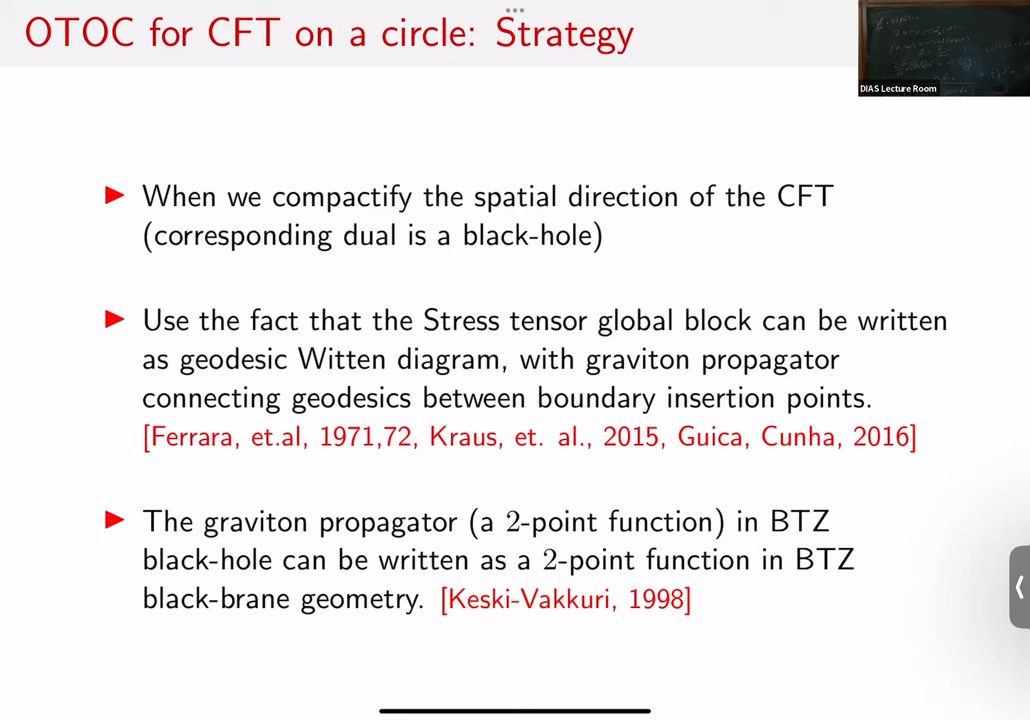 OTOC for CFT on a circle: Strategy
DIAS Lecture Room
▶ When we compactify the spatial direction of the CFT
(corresponding dual is a black-hole)
▶ Use the fact that the Stress tensor global block can be written
as geodesic Witten diagram, with graviton propagator
connecting geodesics between boundary insertion points.
[Ferrara, et.al, 1971,72, Kraus, et. al., 2015, Guica, Cunha, 2016]
▶ The graviton propagator (a 2-point function) in BTZ
black-hole can be written as a 2-point function in BTZ
black-brane geometry. [Keski-Vakkuri, 1998]